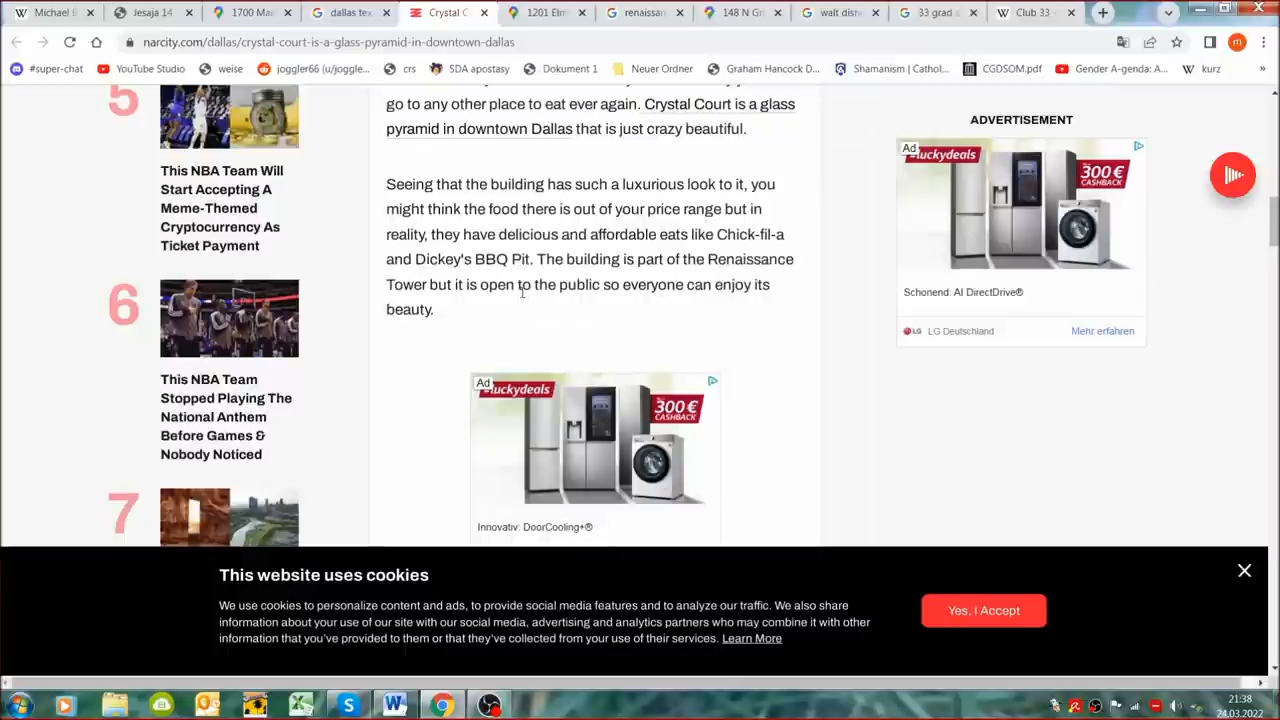 Michael B
Jesaja 14
1700 Mai
dallas tex
Crystal C
1201 Elm
renaissan
148 N Gr
walt disn
33 grad s
Club 33 –
narcity.com/dallas/crystal-court-is-a-glass-pyramid-in-downtown-dallas
#super-chat
YouTube Studio
weise
joggler66 (u/joggle...
crs
SDA apostasy
Dokument 1
Neuer Ordner
Graham Hancock D...
Shamanism | Cathol...
CGDSOM.pdf
Gender A-genda: A...
kurz
»
5
This NBA Team Will
Start Accepting A
Meme-Themed
Cryptocurrency As
Ticket Payment
6
This NBA Team
Stopped Playing The
National Anthem
Before Games &
Nobody Noticed
7
go to any other place to eat ever again. Crystal Court is a glass
pyramid in downtown Dallas that is just crazy beautiful.
Seeing that the building has such a luxurious look to it, you
might think the food there is out of your price range but in
reality, they have delicious and affordable eats like Chick-fil-a
and Dickey's BBQ Pit. The building is part of the Renaissance
Tower but it is open to the public so everyone can enjoy its
beauty.
Ad
#luckydeals
300 €
CASHBACK
Innovativ: DoorCooling+®
ADVERTISEMENT
Ad
#luckydeals
300 €
CASHBACK
Schonend: AI DirectDrive®
LG
LG Deutschland
Mehr erfahren
This website uses cookies
We use cookies to personalize content and ads, to provide social media features and to analyze our traffic. We also share
information about your use of our site with our social media, advertising and analytics partners who may combine it with other
information that you've provided to them or that they've collected from your use of their services. Learn More
Yes, I Accept
21:38
24.03.2022